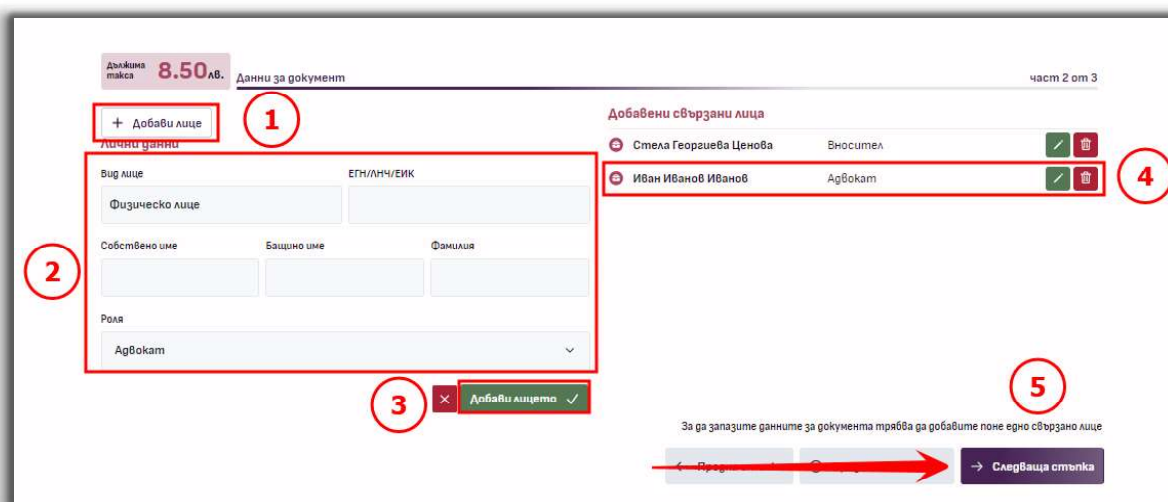 Дължима такса 8.50лв. Данни за документ част 2 от 3
+ Добави лице
1
Лични данни
Вид лице ЕГН/ЛНЧ/ЕИК
Физическо лице
Собствено име Бащино име Фамилия
2
Роля
Адвокат
3
Добави лицето
Добавени свързани лица
Стела Георгиева Ценова Вносител
Иван Иванов Иванов Адвокат
4
5
За да запазите данните за документа трябва да добавите поне едно свързано лице
Следваща стъпка